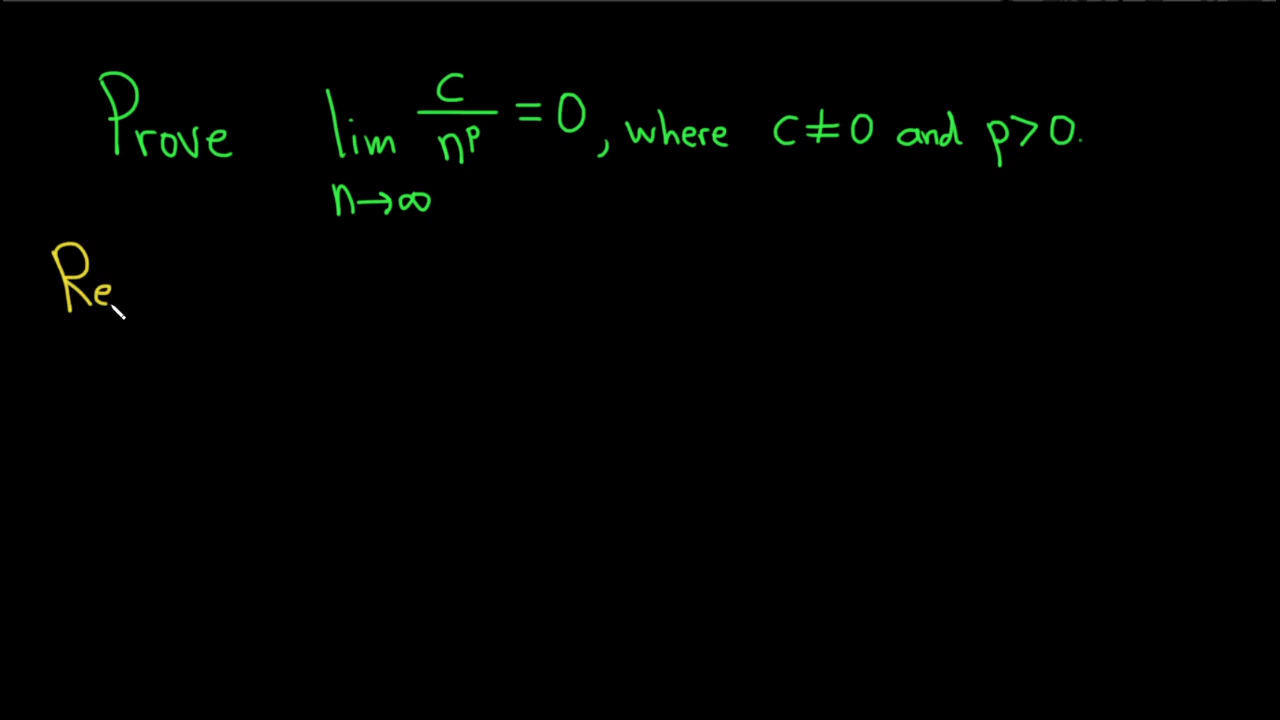 Prove lim c/n^p = 0, where c ≠ 0 and p > 0.
n→∞
Re